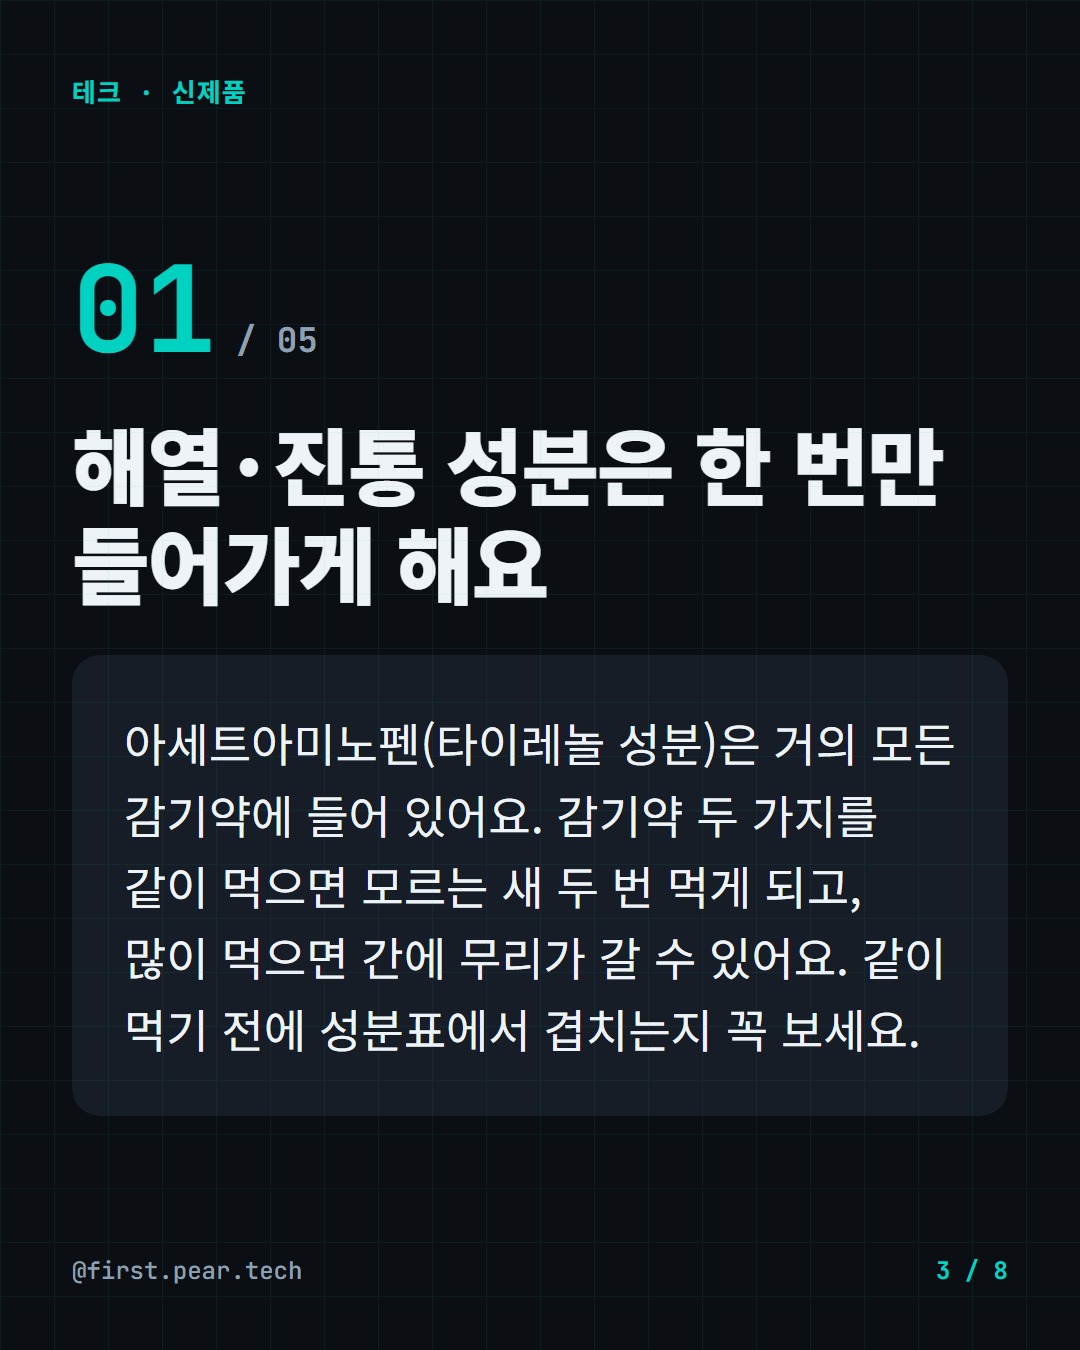 테크 · 신제품
01 / 05
해열·진통 성분은 한 번만
들어가게 해요
아세트아미노펜(타이레놀 성분)은 거의 모든
감기약에 들어 있어요. 감기약 두 가지를
같이 먹으면 모르는 새 두 번 먹게 되고,
많이 먹으면 간에 무리가 갈 수 있어요. 같이
먹기 전에 성분표에서 겹치는지 꼭 보세요.
@first.pear.tech
3 / 8